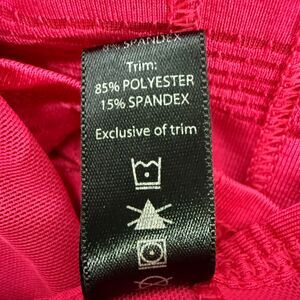 SPANDEX
Trim:
85% POLYESTER
15% SPANDEX
Exclusive of trim